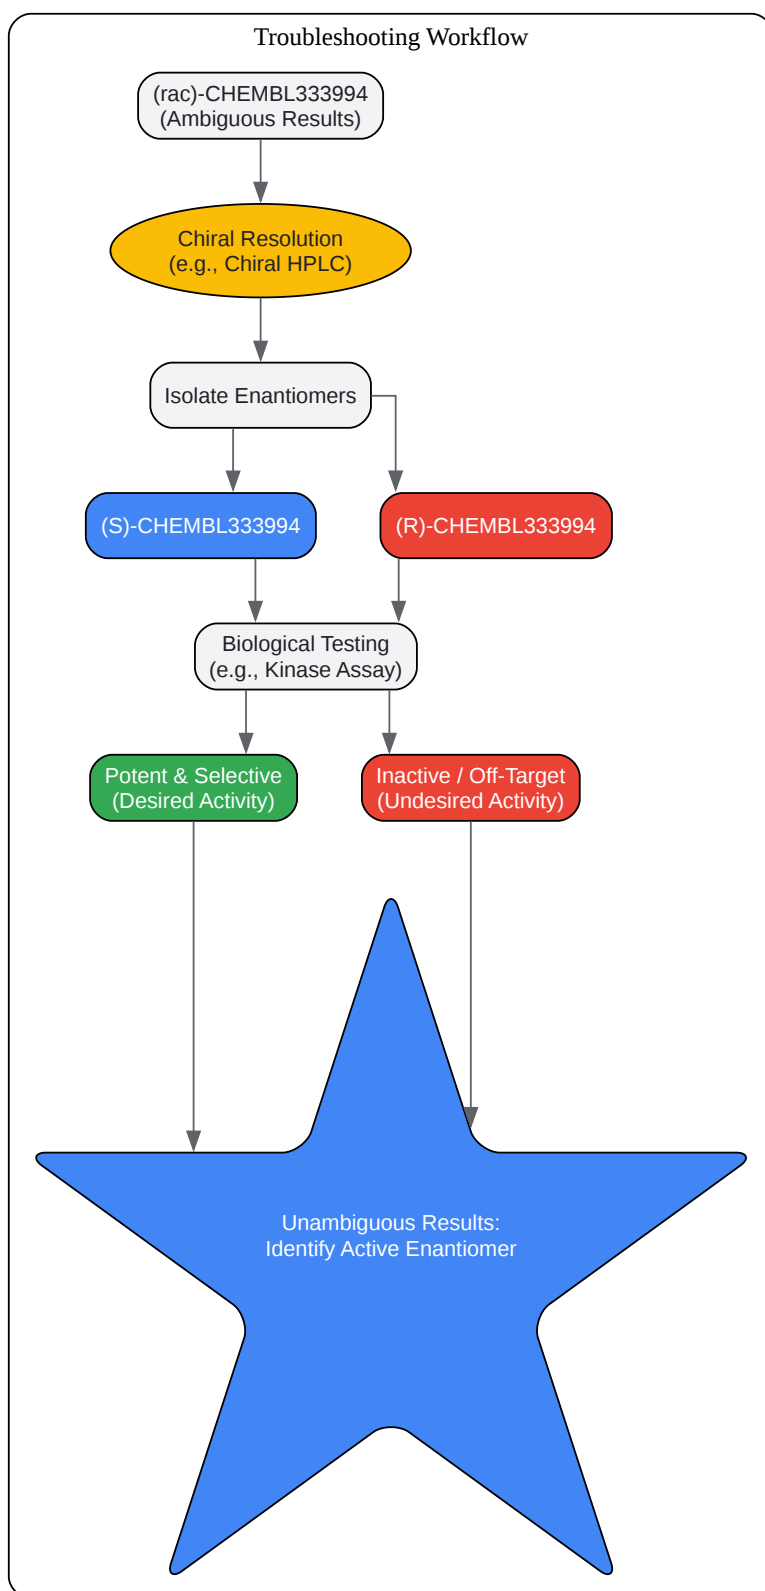 Troubleshooting Workflow
(rac)-CHEMBL333994
(Ambiguous Results)
Chiral Resolution
(e.g., Chiral HPLC)
Isolate Enantiomers
(S)-CHEMBL333994
(R)-CHEMBL333994
Biological Testing
(e.g., Kinase Assay)
Potent & Selective
(Desired Activity)
Inactive / Off-Target
(Undesired Activity)
Unambiguous Results:
Identify Active Enantiomer